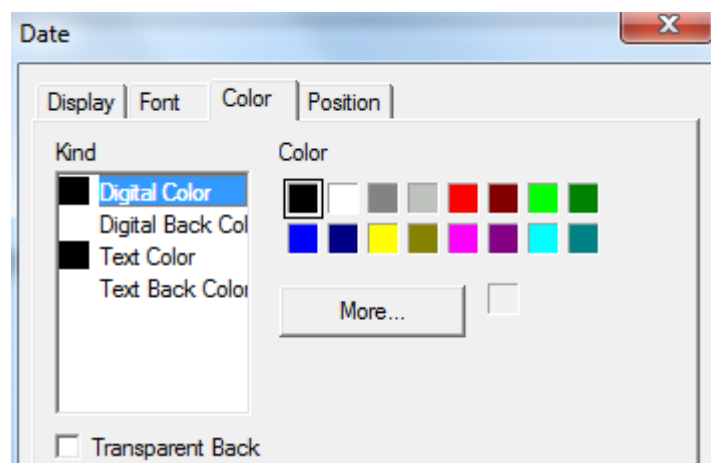 Date
Display Font Color Position
Kind Color
Digital Color
Digital Back Col
Text Color
Text Back Color
More...
Transparent Back